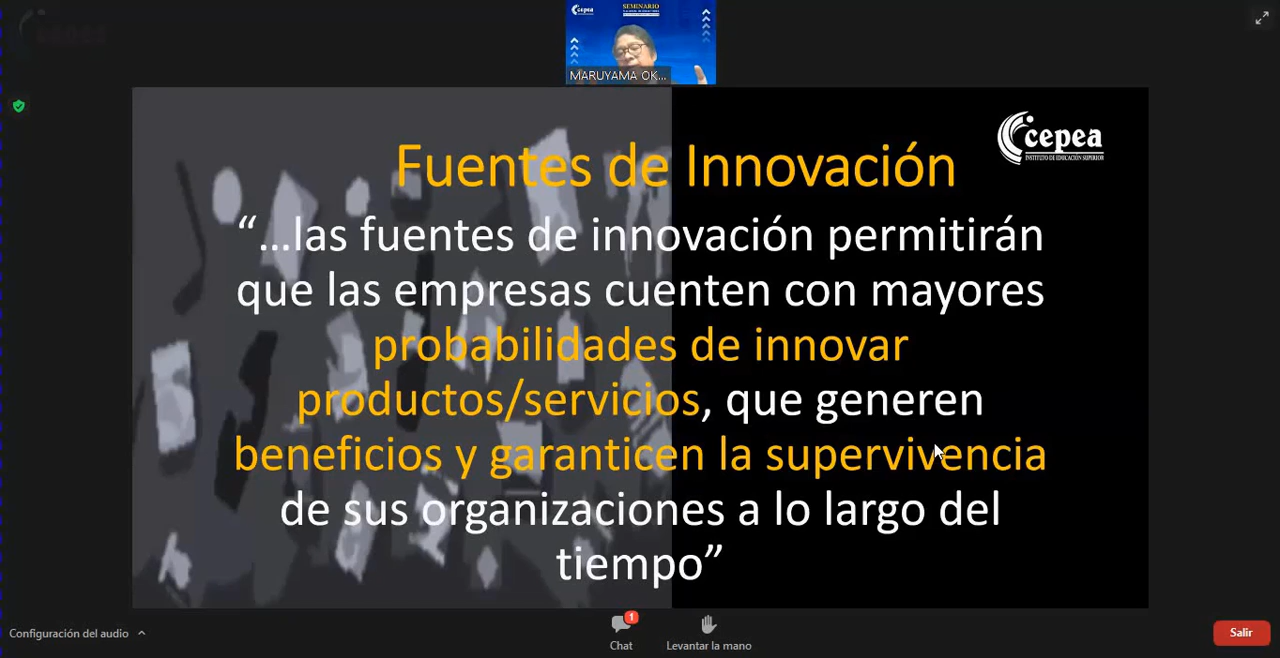 cepea
SEMINARIO
MARUYAMA OK...
cepea
INSTITUTO DE EDUCACIÓN SUPERIOR
Fuentes de Innovación
“...las fuentes de innovación permitirán
que las empresas cuenten con mayores
probabilidades de innovar
productos/servicios, que generen
beneficios y garanticen la supervivencia
de sus organizaciones a lo largo del
tiempo”
Configuración del audio
1
Chat
Levantar la mano
Salir